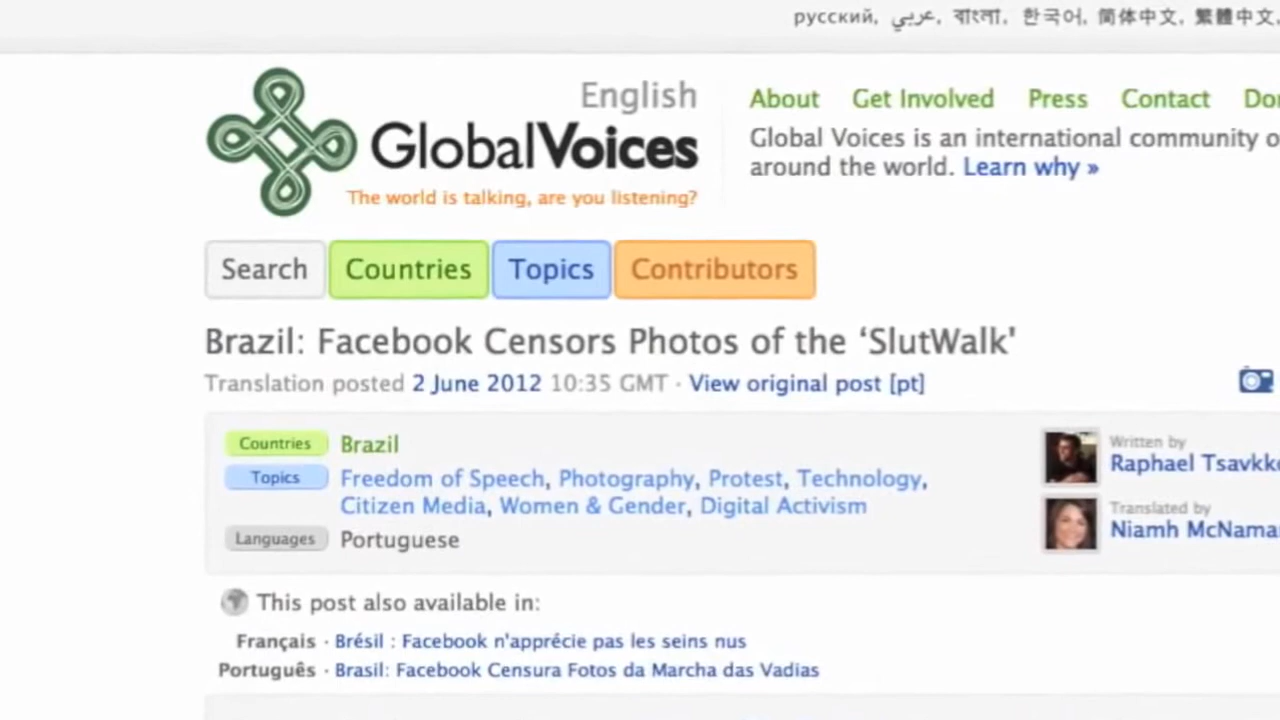 русский, عربي, বাংলা, 한국어, 简体中文, 繁體中文,
English
GlobalVoices
The world is talking, are you listening?
About Get Involved Press Contact
Global Voices is an international community
around the world. Learn why »
Search Countries Topics Contributors
Brazil: Facebook Censors Photos of the ‘SlutWalk'
Translation posted 2 June 2012 10:35 GMT · View original post [pt]
Countries Brazil
Topics Freedom of Speech, Photography, Protest, Technology,
Citizen Media, Women & Gender, Digital Activism
Languages Portuguese
Written by
Raphael
Translated by
Niamh
This post also available in:
Français · Brésil : Facebook n'apprécie pas les seins nus
Português · Brasil: Facebook Censura Fotos da Marcha das Vadias